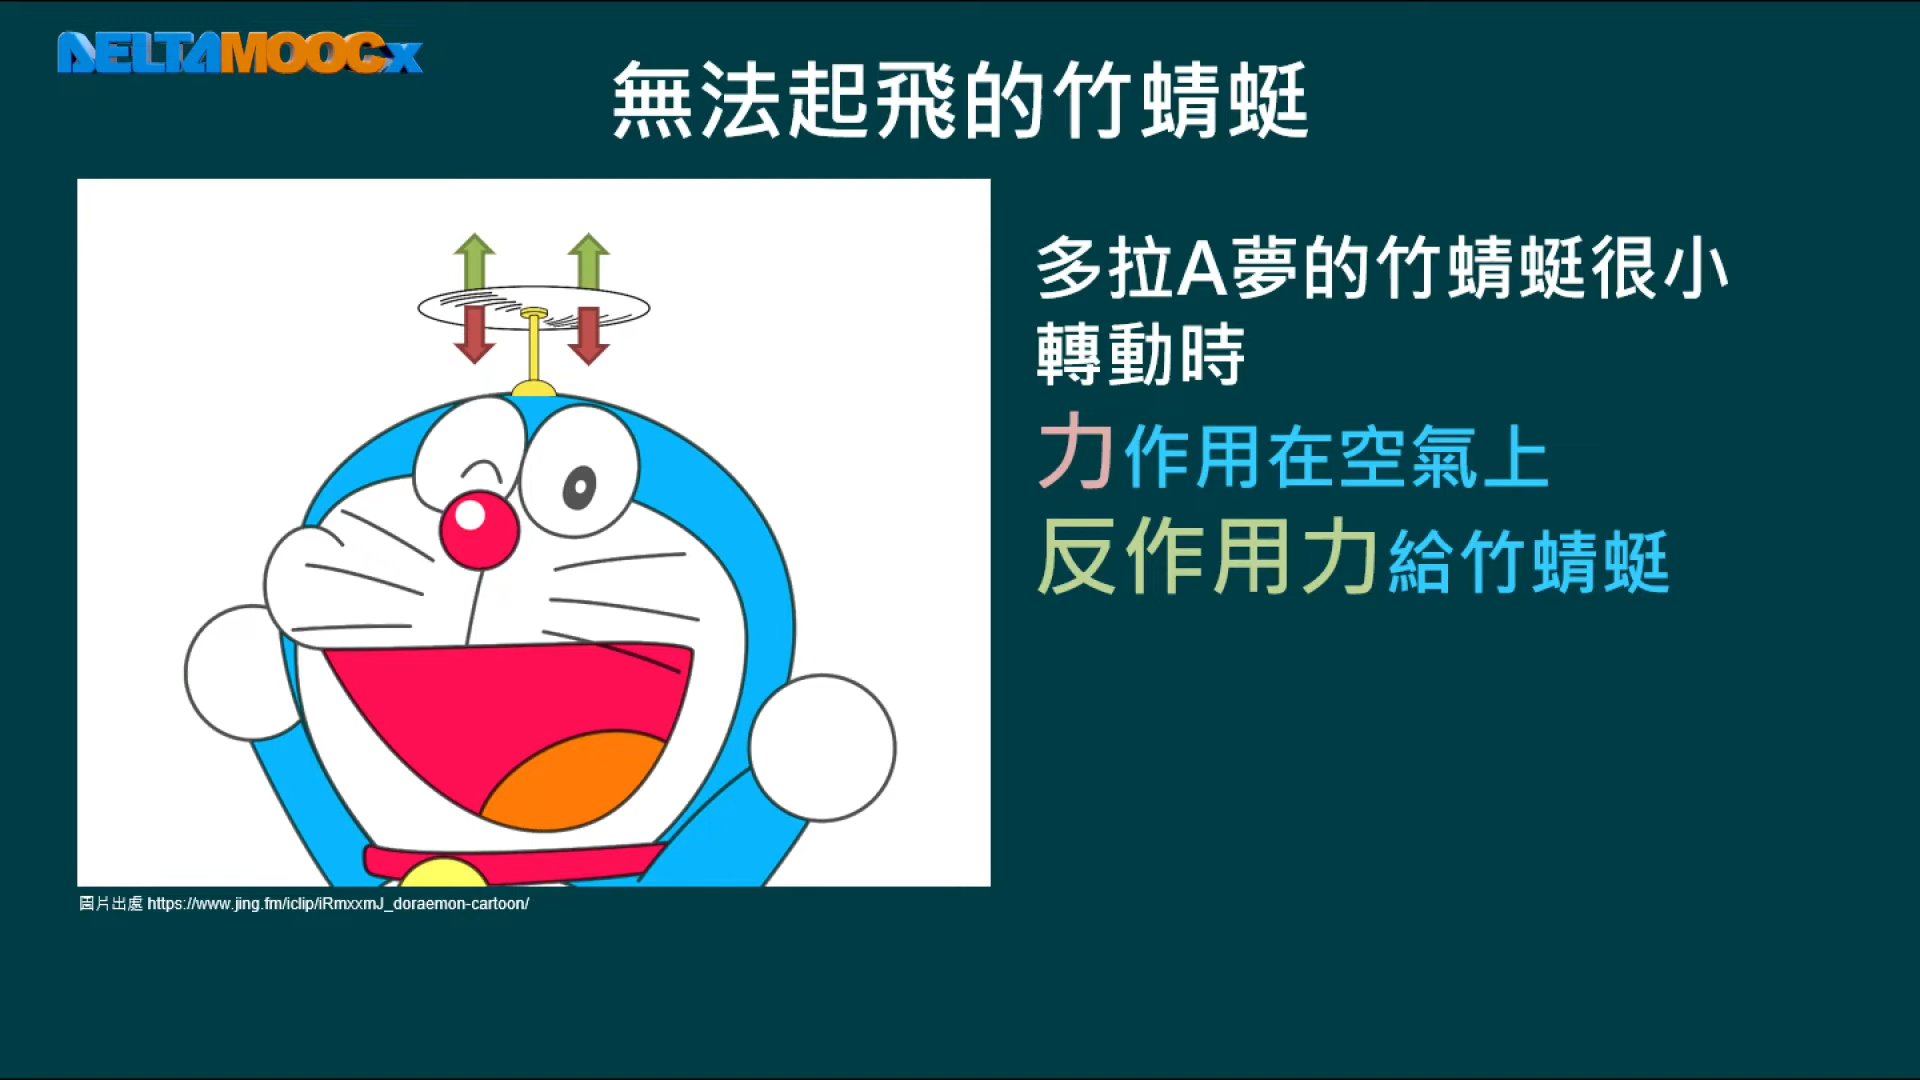 DELTAMOOCx
無法起飛的竹蜻蜓
多拉A夢的竹蜻蜓很小
轉動時
力作用在空氣上
反作用力給竹蜻蜓
圖片出處 https://www.jing.fm/iclip/iRmxxmJ_doraemon-cartoon/